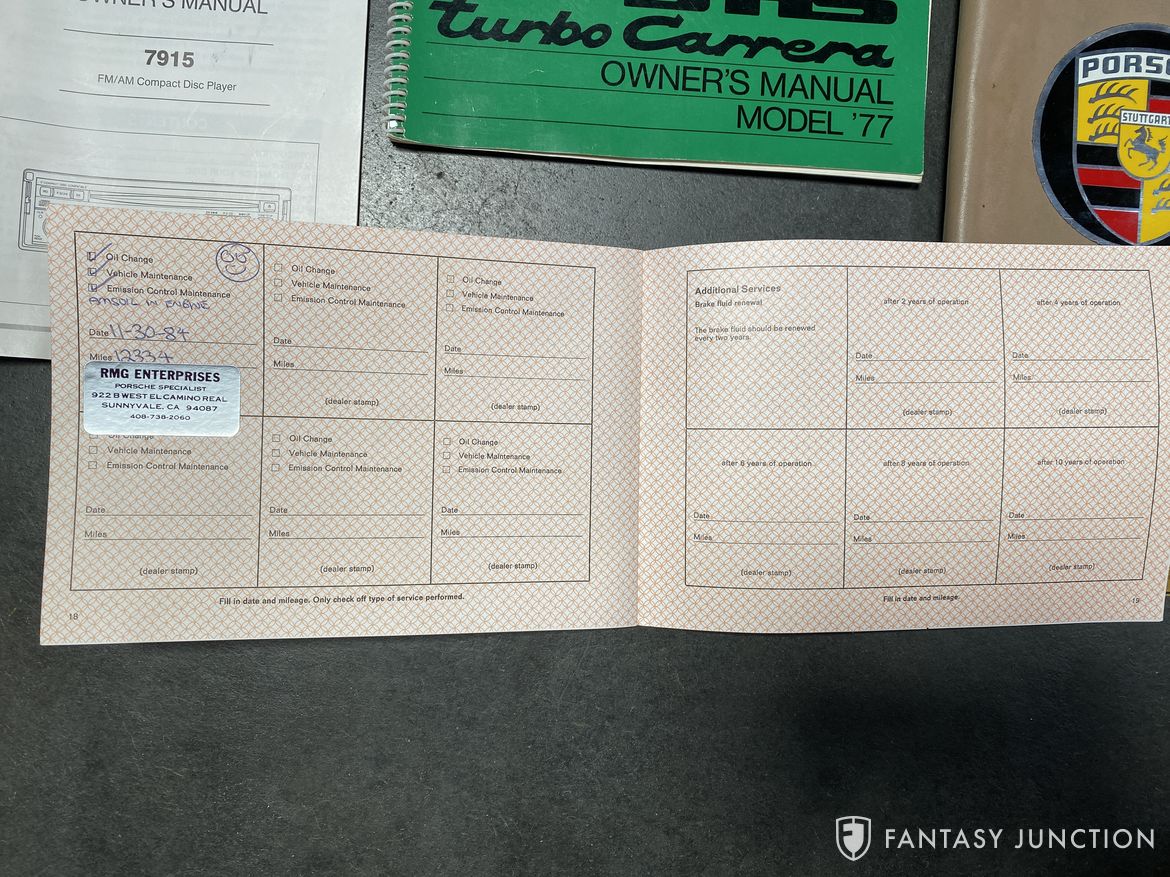 OWNER'S MANUAL
7915
FM/AM Compact Disc Player
turbo Carrera
OWNER'S MANUAL
MODEL '77
PORSC
STUTTGART
Oil Change
Vehicle Maintenance
Emission Control Maintenance
AMSOIL IN ENGINE
Date 11-30-84
Miles 12334
RMG ENTERPRISES
PORSCHE SPECIALIST
922 B WEST EL CAMINO REAL
SUNNYVALE, CA 94087
408-738-2060
Oil Change
Vehicle Maintenance
Emission Control Maintenance
Date
Miles
(dealer stamp)
Oil Change
Vehicle Maintenance
Emission Control Maintenance
Date
Miles
(dealer stamp)
Oil Change
Vehicle Maintenance
Emission Control Maintenance
Date
Miles
(dealer stamp)
Oil Change
Vehicle Maintenance
Emission Control Maintenance
Date
Miles
(dealer stamp)
Oil Change
Vehicle Maintenance
Emission Control Maintenance
Date
Miles
(dealer stamp)
Fill in date and mileage. Only check off type of service performed.
18
Additional Services
Brake fluid renewal
The brake fluid should be renewed
every two years.
after 2 years of operation
Date
Miles
(dealer stamp)
after 4 years of operation
Date
Miles
(dealer stamp)
after 6 years of operation
Date
Miles
(dealer stamp)
after 8 years of operation
Date
Miles
(dealer stamp)
after 10 years of operation
Date
Miles
(dealer stamp)
Fill in date and mileage.
19
FANTASY JUNCTION